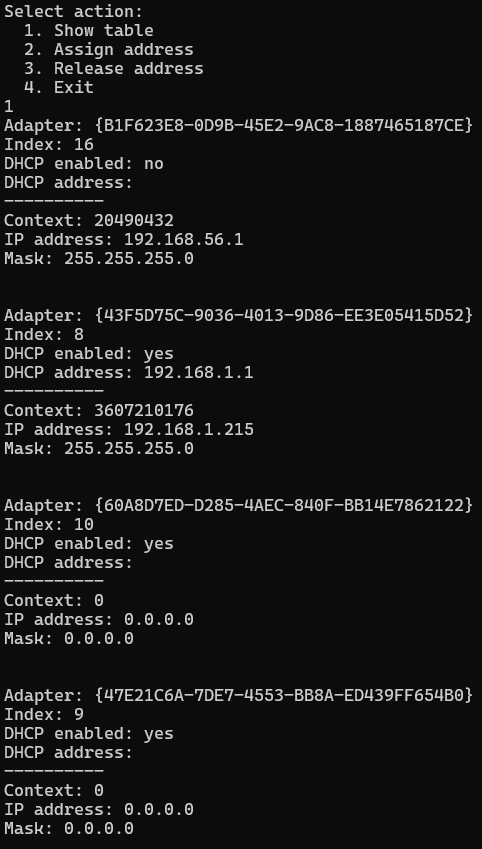 Select action:
  1. Show table
  2. Assign address
  3. Release address
  4. Exit
1
Adapter: {B1F623E8-0D9B-45E2-9AC8-1887465187CE}
Index: 16
DHCP enabled: no
DHCP address:
----------
Context: 20490432
IP address: 192.168.56.1
Mask: 255.255.255.0

Adapter: {43F5D75C-9036-4013-9D86-EE3E05415D52}
Index: 8
DHCP enabled: yes
DHCP address: 192.168.1.1
----------
Context: 3607210176
IP address: 192.168.1.215
Mask: 255.255.255.0

Adapter: {60A8D7ED-D285-4AEC-840F-BB14E7862122}
Index: 10
DHCP enabled: yes
DHCP address:
----------
Context: 0
IP address: 0.0.0.0
Mask: 0.0.0.0

Adapter: {47E21C6A-7DE7-4553-BB8A-ED439FF654B0}
Index: 9
DHCP enabled: yes
DHCP address:
----------
Context: 0
IP address: 0.0.0.0
Mask: 0.0.0.0